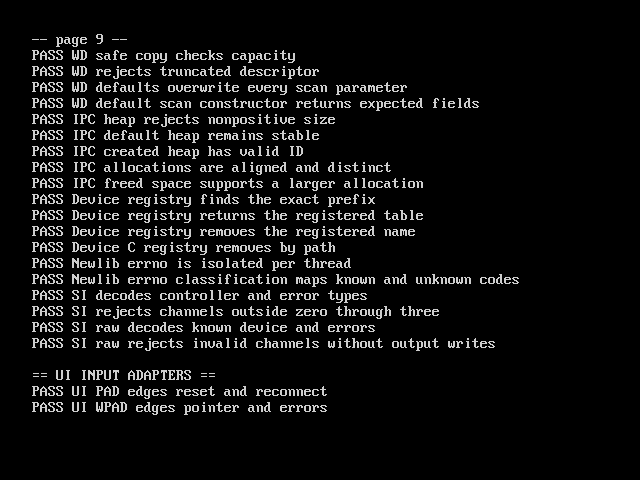 -- page 9 --
PASS WD safe copy checks capacity
PASS WD rejects truncated descriptor
PASS WD defaults overwrite every scan parameter
PASS WD default scan constructor returns expected fields
PASS IPC heap rejects nonpositive size
PASS IPC default heap remains stable
PASS IPC created heap has valid ID
PASS IPC allocations are aligned and distinct
PASS IPC freed space supports a larger allocation
PASS Device registry finds the exact prefix
PASS Device registry returns the registered table
PASS Device registry removes the registered name
PASS Device C registry removes by path
PASS Newlib errno is isolated per thread
PASS Newlib errno classification maps known and unknown codes
PASS SI decodes controller and error types
PASS SI rejects channels outside zero through three
PASS SI raw decodes known device and errors
PASS SI raw rejects invalid channels without output writes
== UI INPUT ADAPTERS ==
PASS UI PAD edges reset and reconnect
PASS UI WPAD edges pointer and errors